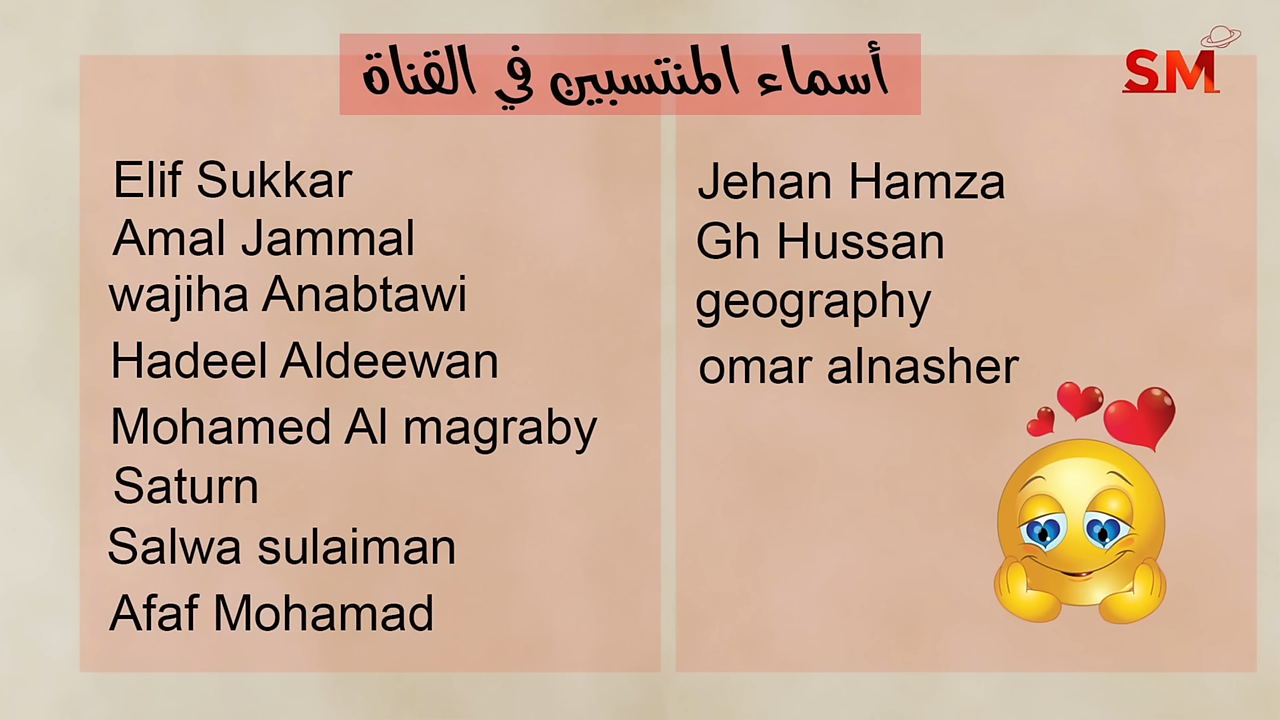 أسماء المنتسبين في القناة
SM
Elif Sukkar
Amal Jammal
wajiha Anabtawi
Hadeel Aldeewan
Mohamed Al magraby
Saturn
Salwa sulaiman
Afaf Mohamad
Jehan Hamza
Gh Hussan
geography
omar alnasher